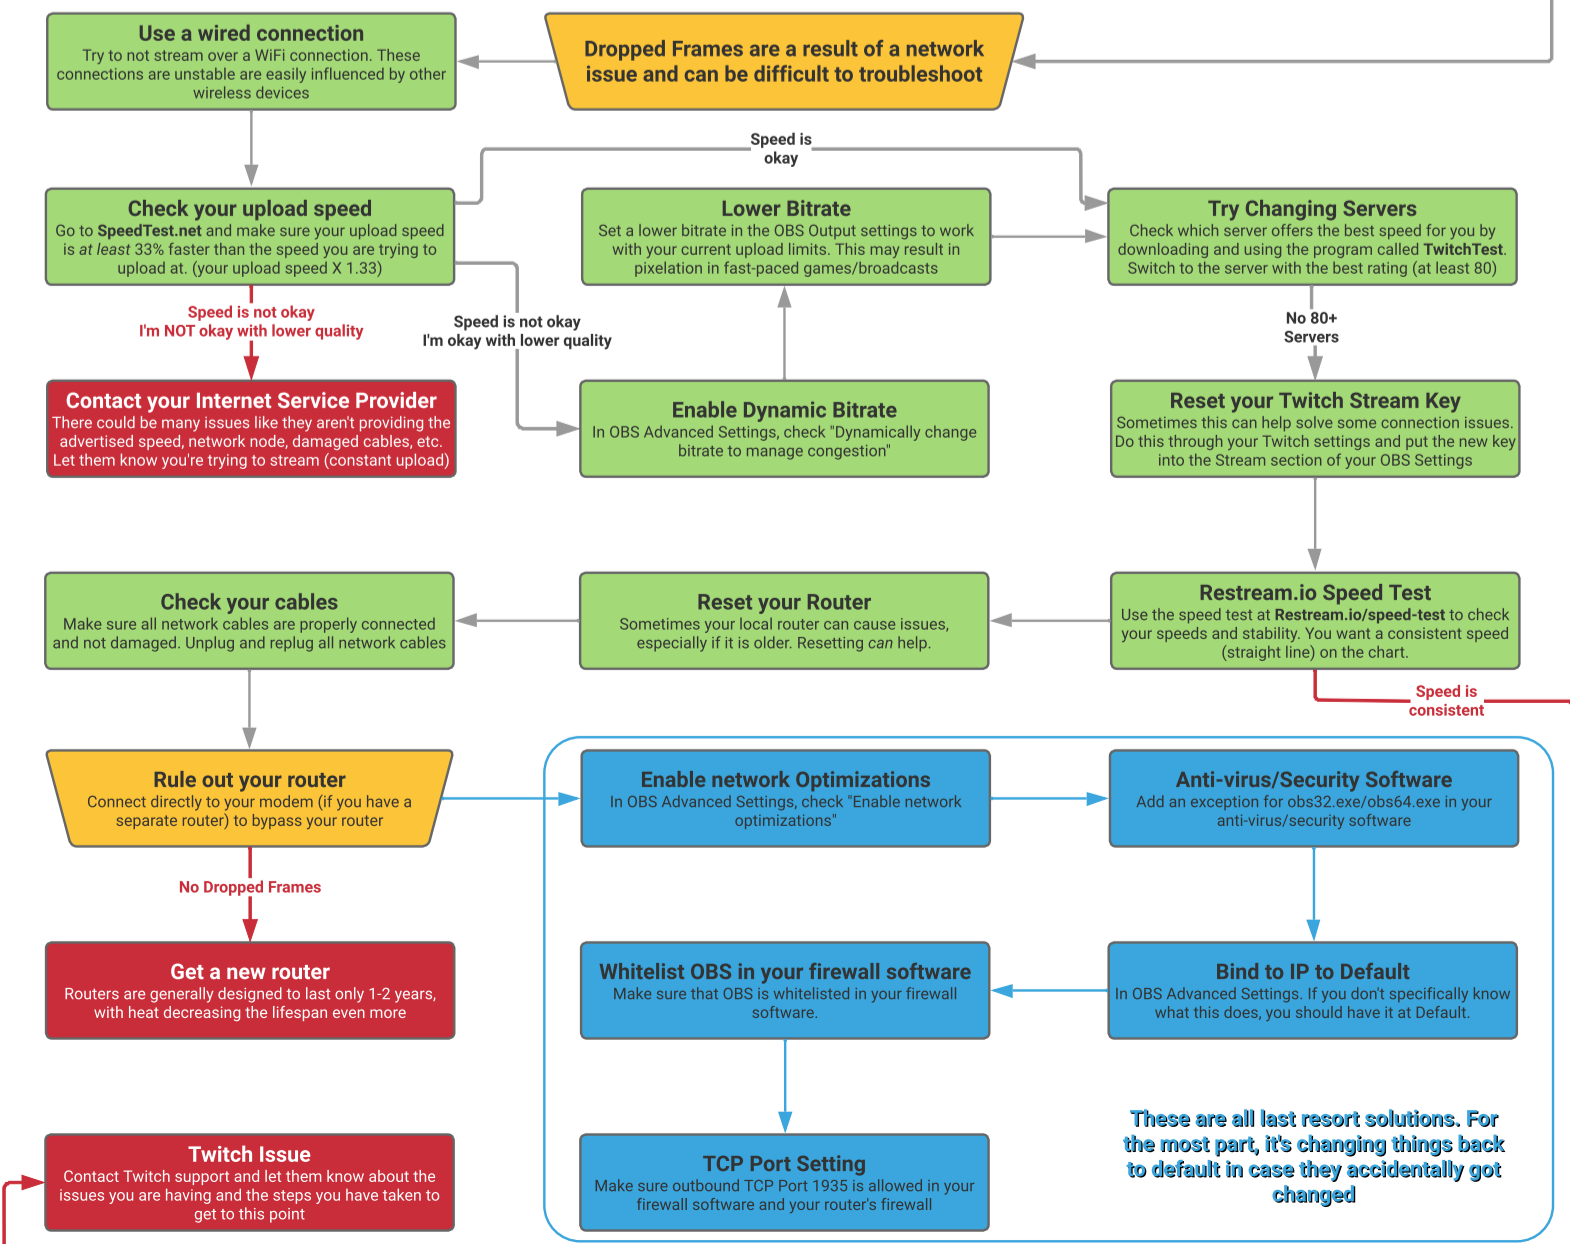 Use a wired connection
Try to not stream over a WiFi connection. These
connections are unstable are easily influenced by other
wireless devices
Dropped Frames are a result of a network
issue and can be difficult to troubleshoot
Speed is
okay
Check your upload speed
Go to SpeedTest.net and make sure your upload speed
is at least 33% faster than the speed you are trying to
upload at. (your upload speed X 1.33)
Lower Bitrate
Set a lower bitrate in the OBS Output settings to work
with your current upload limits. This may result in
pixelation in fast-paced games/broadcasts
Try Changing Servers
Check which server offers the best speed for you by
downloading and using the program called TwitchTest.
Switch to the server with the best rating (at least 80)
Speed is not okay
I'm NOT okay with lower quality
Speed is not okay
I'm okay with lower quality
No 80+
Servers
Contact your Internet Service Provider
There could be many issues like they aren't providing the
advertised speed, network node, damaged cables, etc.
Let them know you're trying to stream (constant upload)
Enable Dynamic Bitrate
In OBS Advanced Settings, check "Dynamically change
bitrate to manage congestion"
Reset your Twitch Stream Key
Sometimes this can help solve some connection issues.
Do this through your Twitch settings and put the new key
into the Stream section of your OBS Settings
Check your cables
Make sure all network cables are properly connected
and not damaged. Unplug and replug all network cables
Reset your Router
Sometimes your local router can cause issues,
especially if it is older. Resetting can help.
Restream.io Speed Test
Use the speed test at Restream.io/speed-test to check
your speeds and stability. You want a consistent speed
(straight line) on the chart.
Speed is
consistent
Rule out your router
Connect directly to your modem (if you have a
separate router) to bypass your router
Enable network Optimizations
In OBS Advanced Settings, check "Enable network
optimizations"
Anti-virus/Security Software
Add an exception for obs32.exe/obs64.exe in your
anti-virus/security software
No Dropped Frames
Get a new router
Routers are generally designed to last only 1-2 years,
with heat decreasing the lifespan even more
Whitelist OBS in your firewall software
Make sure that OBS is whitelisted in your firewall
software.
Bind to IP to Default
In OBS Advanced Settings. If you don't specifically know
what this does, you should have it at Default.
Twitch Issue
Contact Twitch support and let them know about the
issues you are having and the steps you have taken to
get to this point
TCP Port Setting
Make sure outbound TCP Port 1935 is allowed in your
firewall software and your router's firewall
These are all last resort solutions. For
the most part, it's changing things back
to default in case they accidentally got
changed